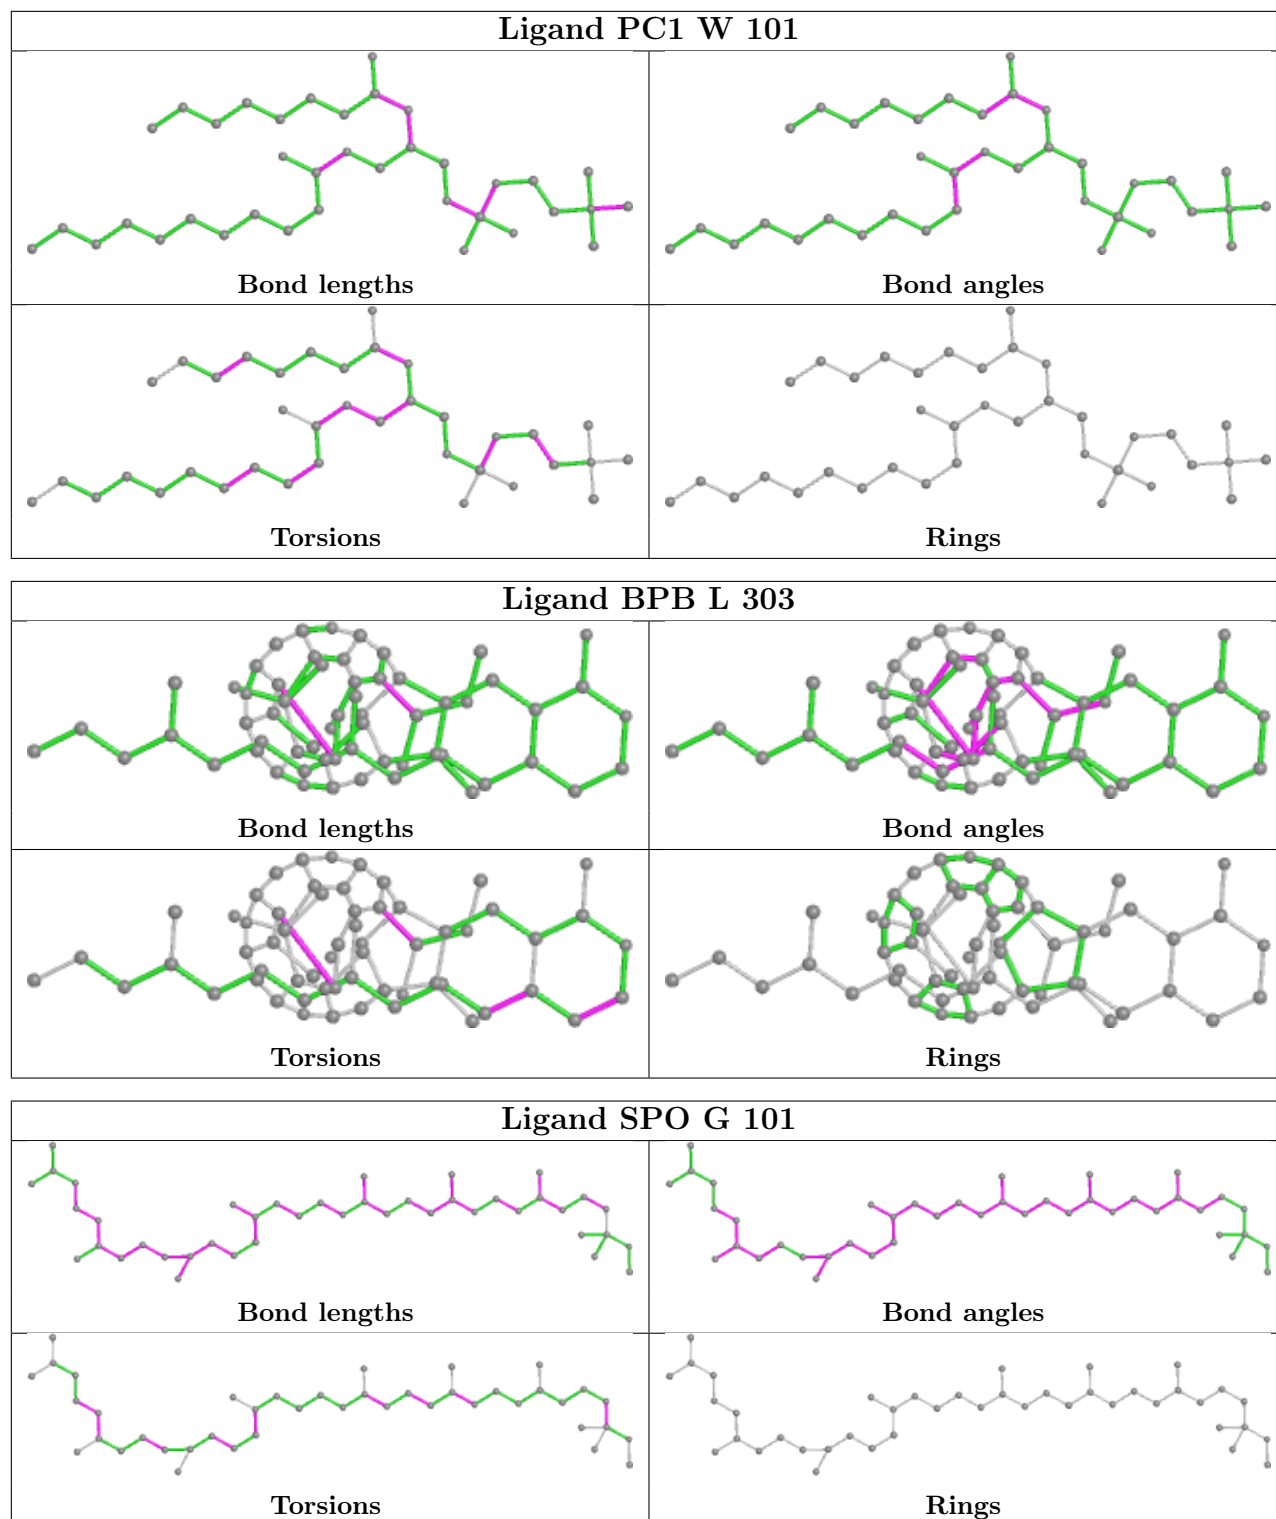 Ligand PC1 W 101
Bond lengths
Bond angles
Torsions
Rings
Ligand BPB L 303
Bond lengths
Bond angles
Torsions
Rings
Ligand SPO G 101
Bond lengths
Bond angles
Torsions
Rings